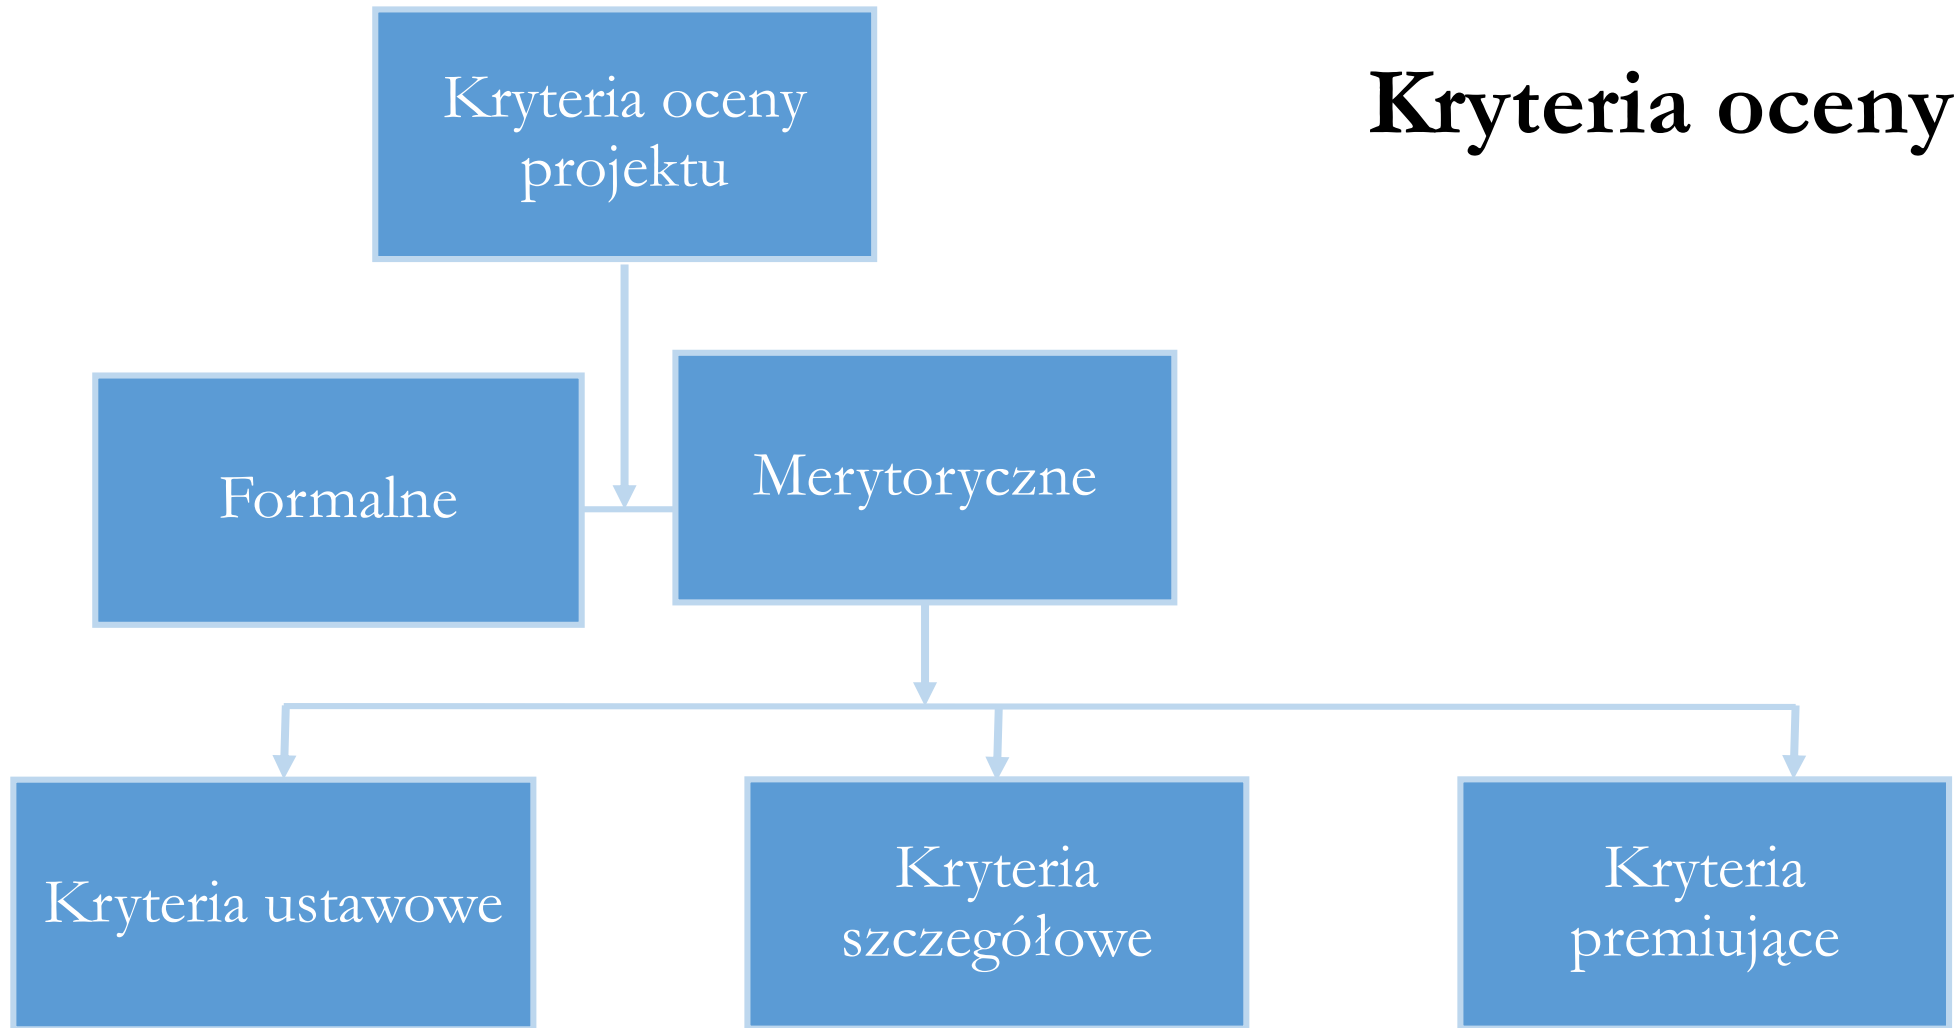 Kryteria oceny
projektu
Kryteria oceny
Formalne
Merytoryczne
Kryteria ustawowe
Kryteria
szczegółowe
Kryteria
premiujące